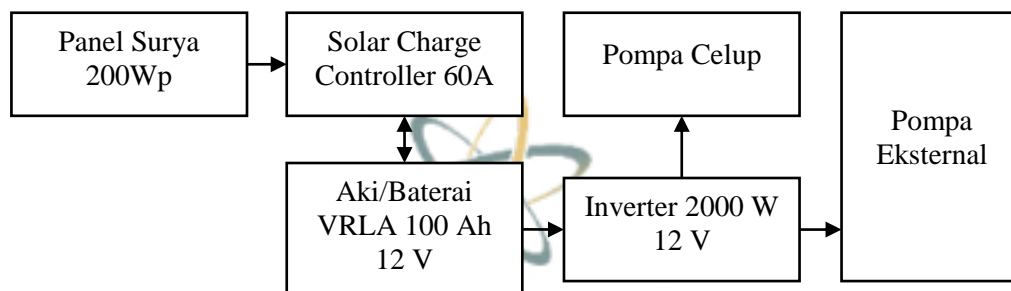 Panel Surya
200Wp
Solar Charge
Controller 60A
Pompa Celup
Pompa
Eksternal
Aki/Baterai
VRLA 100 Ah
12 V
Inverter 2000 W
12 V